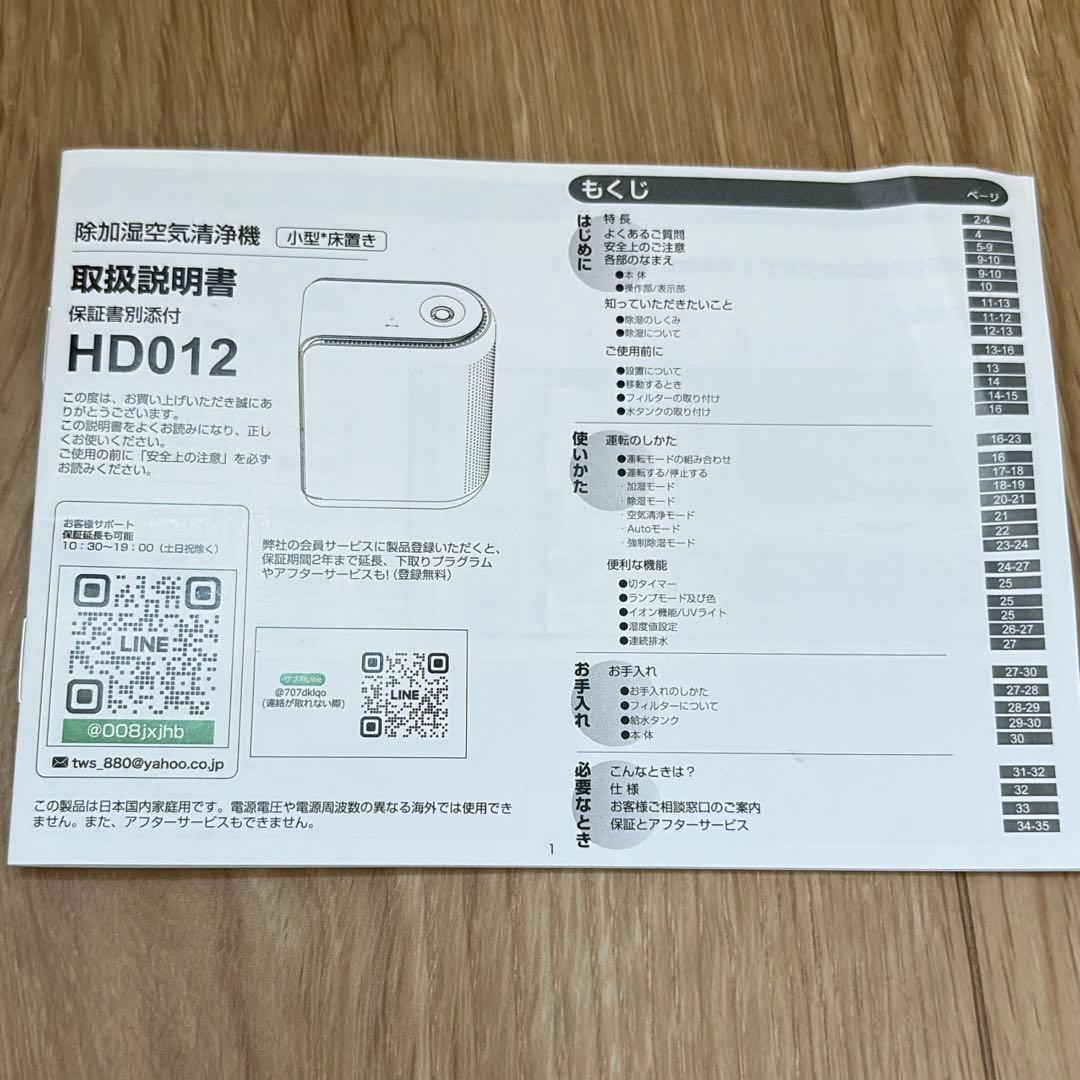 除加湿空気清浄機 小型*床置き
取扱説明書
保証書別添付
HD012
この度は、お買い上げいただき誠にあ
りがとうございます。
この説明書をよくお読みになり、正し
くお使いください。
ご使用の前に「安全上の注意」を必ず
お読みください。
お客様サポート
保証延長も可能
10:30~19:00(土日祝除く)
LINE
@008jxjhb
tws_880@yahoo.co.jp
弊社の会員サービスに製品登録いただくと、
保証期間2年まで延長、下取りプラグラム
やアフターサービスも!(登録無料)
サブ用Line
@707dklqo
(連絡が取れない際)
LINE
この製品は日本国内家庭用です。電源電圧や電源周波数の異なる海外では使用でき
ません。また、アフターサービスもできません。
1
もくじ ページ
はじめに
特長 2-4
よくあるご質問 4
安全上のご注意 5-9
各部のなまえ 9-10
●本体 9-10
●操作部/表示部 10
知っていただきたいこと 11-13
●除湿のしくみ 11-12
●除湿について 12-13
ご使用前に 13-16
●設置について 13
●移動するとき 14
●フィルターの取り付け 14-15
●水タンクの取り付け 16
使いかた
運転のしかた 16-23
●運転モードの組み合わせ 16
●運転する/停止する 17-18
・加湿モード 18-19
・除湿モード 20-21
・空気清浄モード 21
・Autoモード 22
・強制除湿モード 23-24
便利な機能 24-27
●切タイマー 25
●ランプモード及び色 25
●イオン機能/UVライト 25
●湿度値設定 26-27
●連続排水 27
お手入れ
お手入れ 27-30
●お手入れのしかた 27-28
●フィルターについて 28-29
●給水タンク 29-30
●本体 30
必要なとき
こんなときは? 31-32
仕様 32
お客様ご相談窓口のご案内 33
保証とアフターサービス 34-35